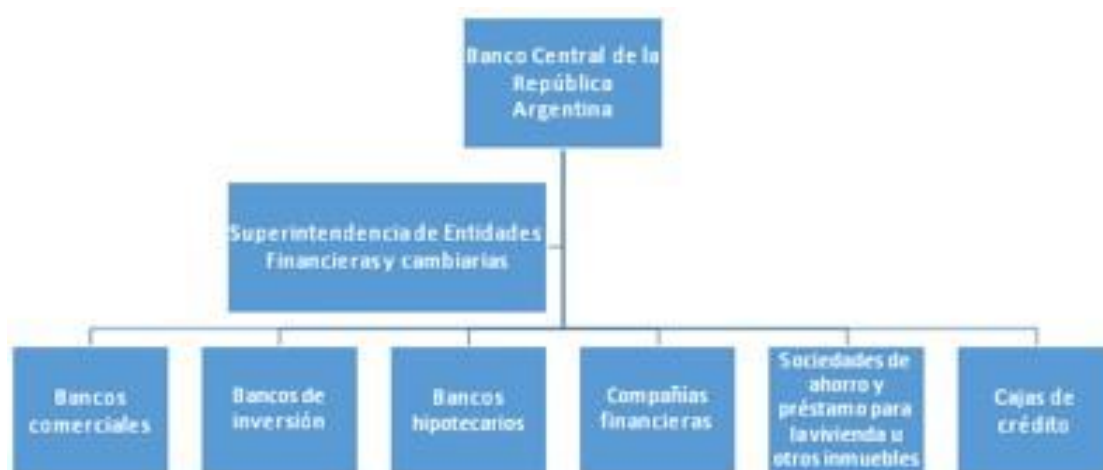 Banco Central de la
República
Argentina
Superintendencia de Entidades
Financieras y cambiarias
Bancos
comerciales
Bancos de
inversión
Bancos
hipotecarios
Compañías
financieras
Sociedades de
ahorro y
préstamo para
la vivienda u
otros inmuebles
Cajas de
crédito